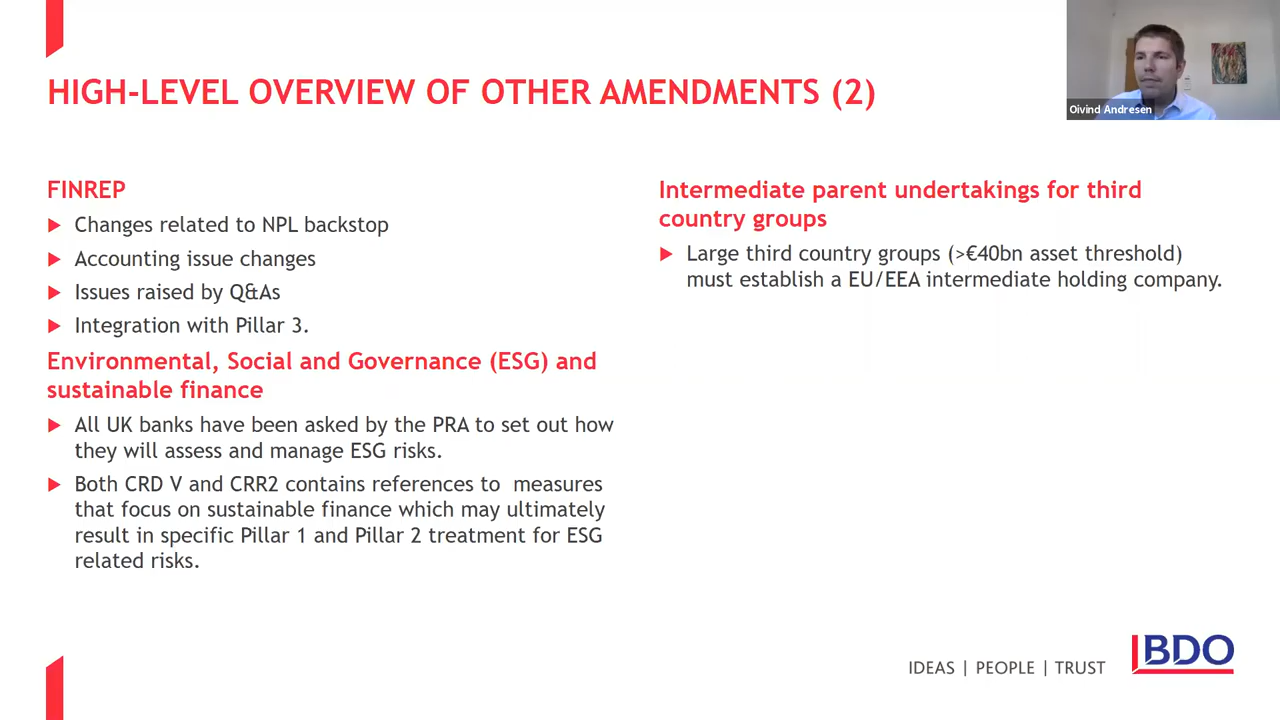 HIGH-LEVEL OVERVIEW OF OTHER AMENDMENTS (2)
Oivind Andresen
FINREP
Changes related to NPL backstop
Accounting issue changes
Issues raised by Q&As
Integration with Pillar 3.
Environmental, Social and Governance (ESG) and
sustainable finance
All UK banks have been asked by the PRA to set out how
they will assess and manage ESG risks.
Both CRD V and CRR2 contains references to  measures
that focus on sustainable finance which may ultimately
result in specific Pillar 1 and Pillar 2 treatment for ESG
related risks.
Intermediate parent undertakings for third
country groups
Large third country groups (>€40bn asset threshold)
must establish a EU/EEA intermediate holding company.
IDEAS | PEOPLE | TRUST
BDO